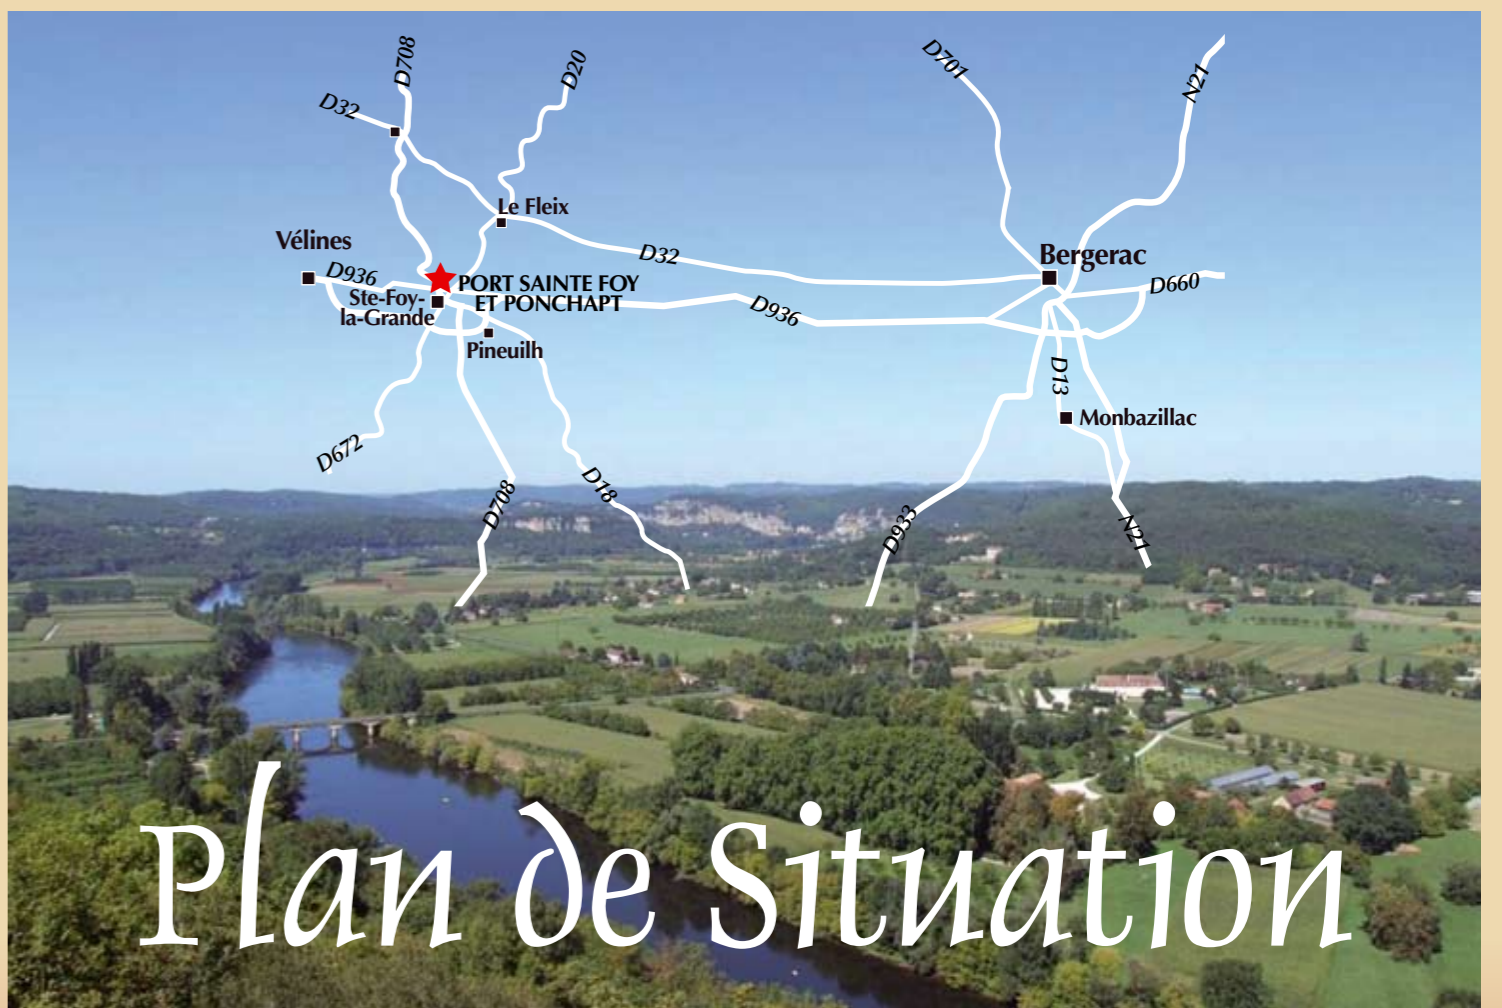 D708
D20
D701
N21
D32
Le Fleix
Vélines
D32
Bergerac
D936
PORT SAINTE FOY
ET PONCHAPT
D660
Ste-Foy-
la-Grande
D936
Pineuilh
D13
Monbazillac
D672
D708
D18
D933
N21
Plan de Situation